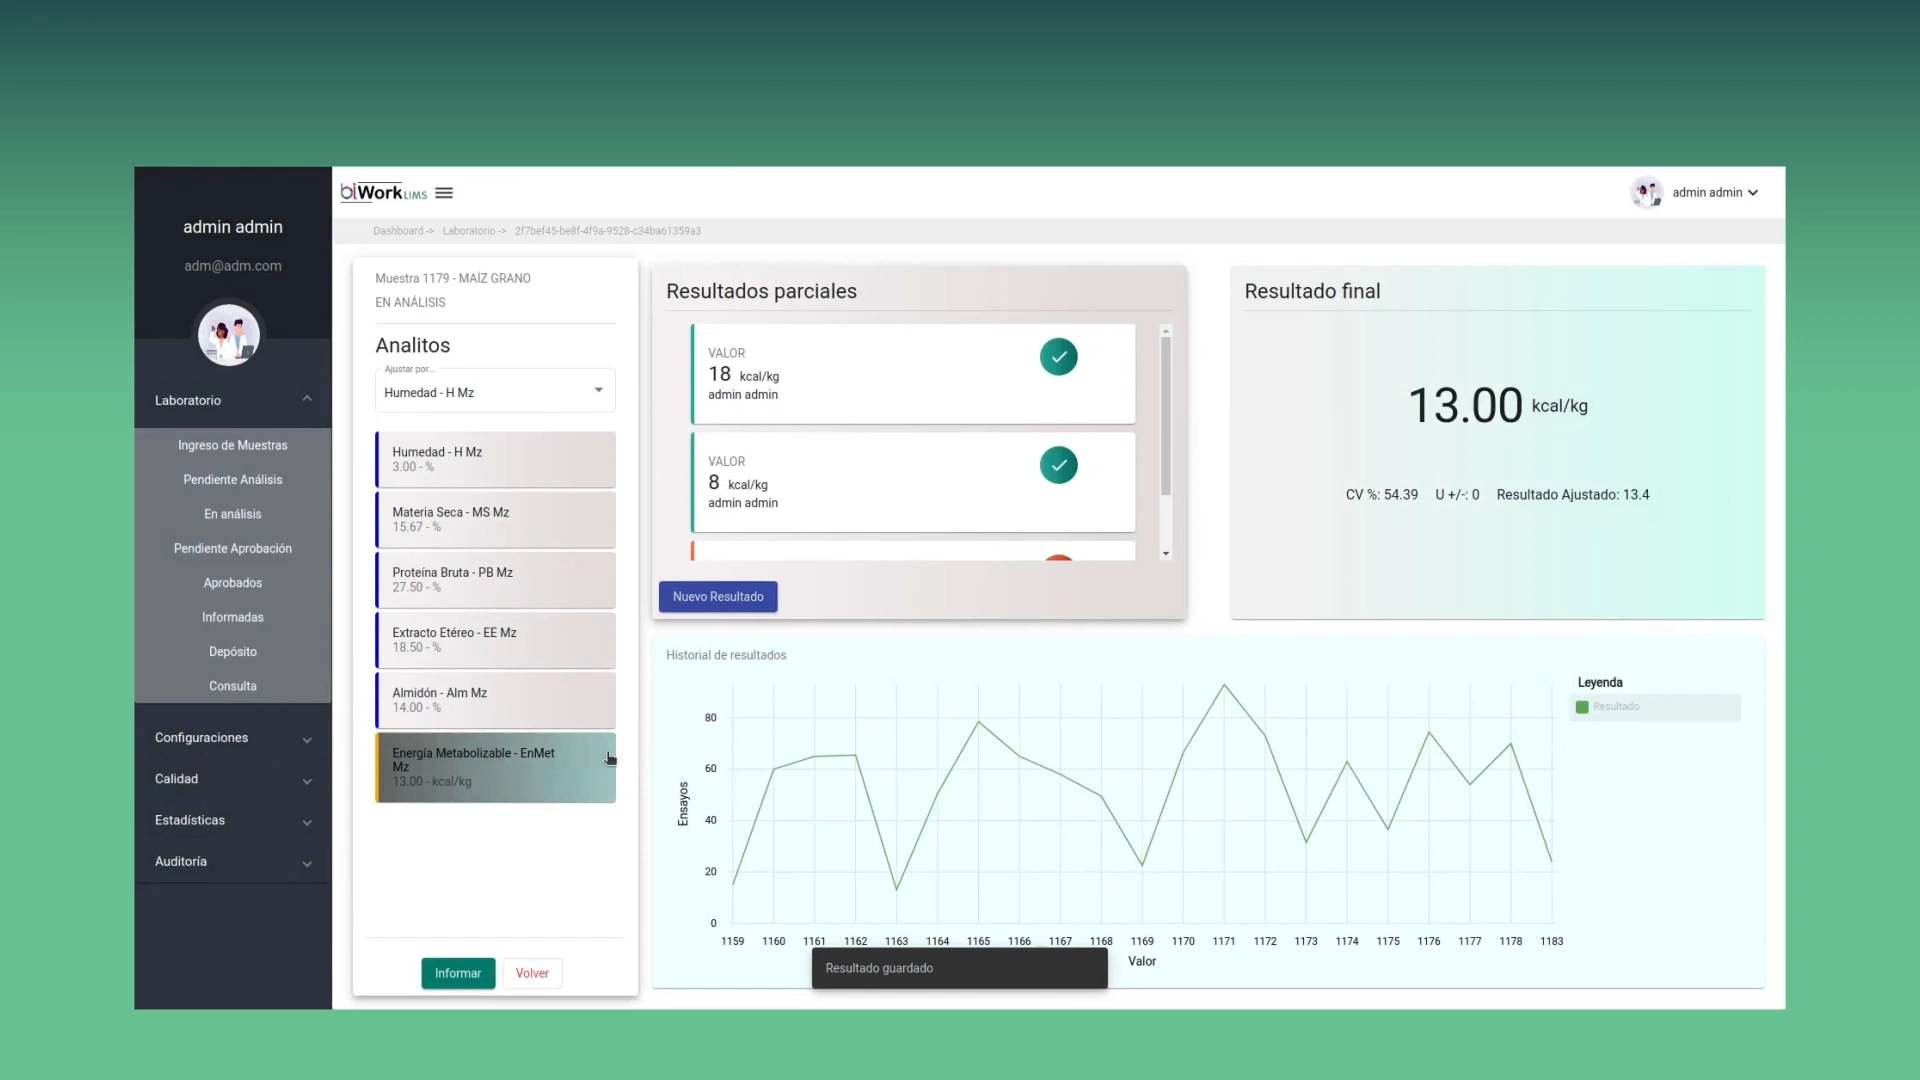 admin admin
adm@adm.com
Laboratorio
Ingreso de Muestras
Pendiente Análisis
En análisis
Pendiente Aprobación
Aprobados
Informadas
Depósito
Consulta
Configuraciones
Calidad
Estadísticas
Auditoría
biWork LIMS
admin admin
Dashboard -> Laboratorio -> 2f7bef45-be8f-4f9a-9528-c34ba61359a3
Muestra 1179 - MAÍZ GRANO
EN ANÁLISIS
Analitos
Ajustar por...
Humedad - H Mz
Humedad - H Mz
3.00 - %
Materia Seca - MS Mz
15.67 - %
Proteína Bruta - PB Mz
27.50 - %
Extracto Etéreo - EE Mz
18.50 - %
Almidón - Alm Mz
14.00 - %
Energía Metabolizable - EnMet
Mz
13.00 - kcal/kg
Informar
Volver
Resultados parciales
VALOR
18 kcal/kg
admin admin
VALOR
8 kcal/kg
admin admin
Nuevo Resultado
Resultado final
13.00 kcal/kg
CV %: 54.39 U +/-: 0 Resultado Ajustado: 13.4
Historial de resultados
Leyenda
Resultado
Ensayos
80
60
40
20
0
1159 1160 1161 1162 1163 1164 1165 1166 1167 1168 1169 1170 1171 1172 1173 1174 1175 1176 1177 1178 1183
Valor
Resultado guardado